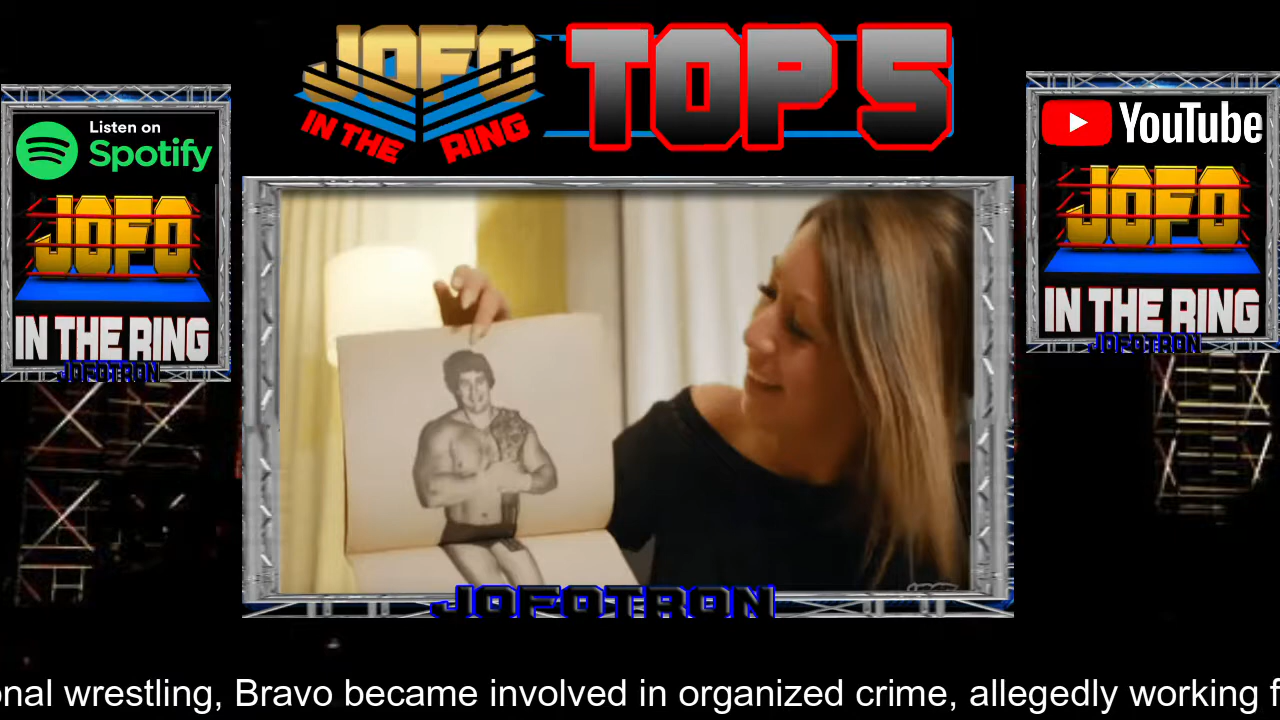 JOFO
IN THE RING
TOP 5
Listen on
Spotify
JOFO
IN THE RING
JOFOTRON
YouTube
JOFO
IN THE RING
JOFOTRON
JOFOTRON
onal wrestling, Bravo became involved in organized crime, allegedly working f